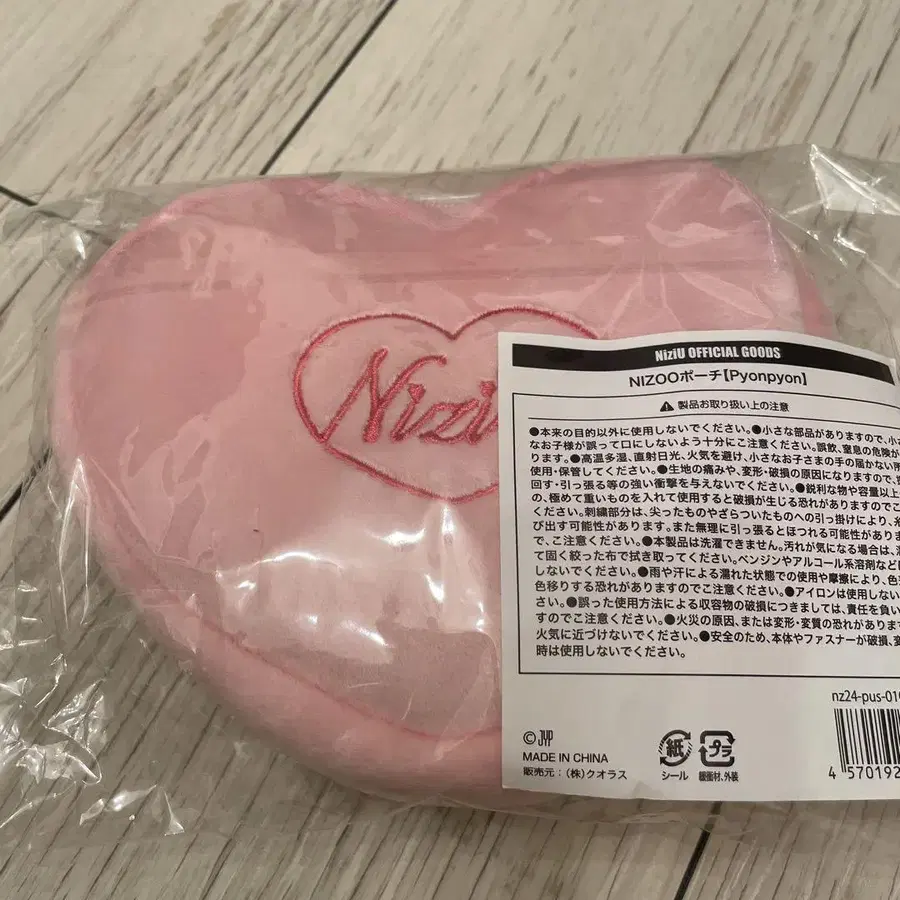 NiziU
NiziU OFFICIAL GOODS
NIZOOポーチ【Pyonpyon】
⚠ 製品お取り扱い上の注意
●本来の目的以外に使用しないでください。●小さな部品がありますので、小さ
なお子様が誤って口にしないよう十分にご注意ください。誤飲、窒息の危険が
ります。●高温多湿、直射日光、火気を避け、小さなお子さまの手の届かない所
使用・保管してください。●生地の痛みや、変形・破損の原因になりますので、
回す・引っ張る等の強い衝撃を与えないでください。●鋭利な物や容量以上
の、極めて重いものを入れて使用すると破損が生じる恐れがありますのでご
ください。刺繍部分は、尖ったものやざらついたものへの引っ掛けにより、糸
び出す可能性があります。また無理に引っ張るとほつれる可能性があります
で、ご注意ください。●本製品は洗濯できません。汚れが気になる場合は、
て固く絞った布で拭き取ってください。ベンジンやアルコール系溶剤など
しないでください。●雨や汗による濡れた状態での使用や摩擦により、色
色移りする恐れがありますのでご注意ください。●アイロンは使用しない
さい。●誤った使用方法による収容物の破損につきましては、責任を負い
すのでご注意ください。●火災の原因、または変形・変質の恐れがあります
火気に近づけないでください。●安全のため、本体やファスナーが破損、変
時は使用しないでください。
nz24-pus-01
© JYP
MADE IN CHINA
販売元：（株）クオラス
紙
シール
プラ
緩衝材、外装
4 570192